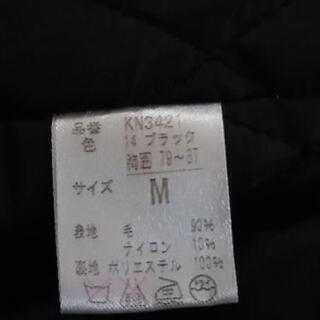 品番 KN3421
色 14 ブラック
胸囲 79～87
サイズ M
表地 毛 90%
ナイロン 10%
裏地 ポリエステル 100%